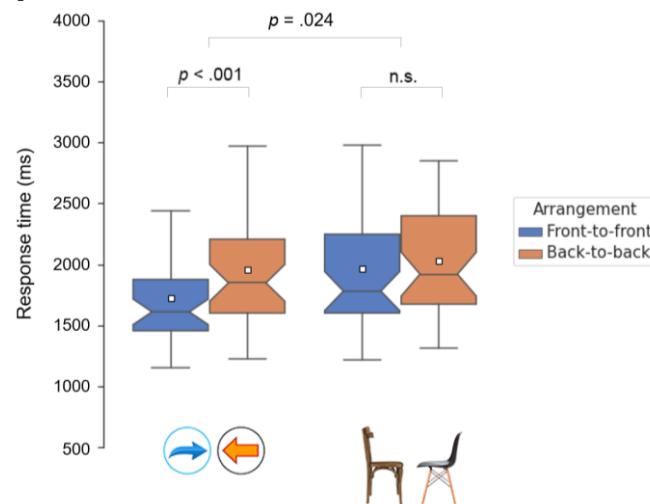 4000
p = .024
3500
p < .001
n.s.
3000
2500
2000
1500
1000
500
Response time (ms)
Arrangement
Front-to-front
Back-to-back